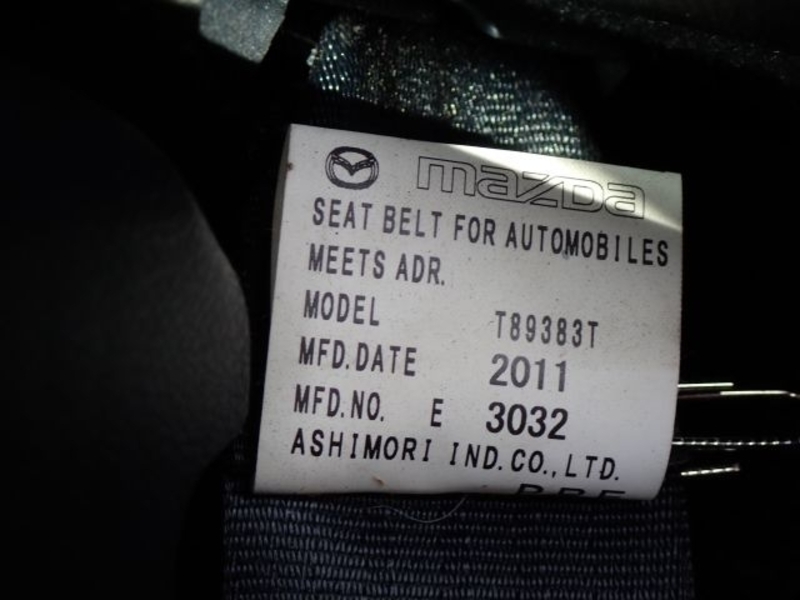 mazda
SEAT BELT FOR AUTOMOBILES
MEETS ADR.
MODEL T89383T
MFD.DATE 2011
MFD.NO. E 3032
ASHIMORI IND.CO.,LTD.